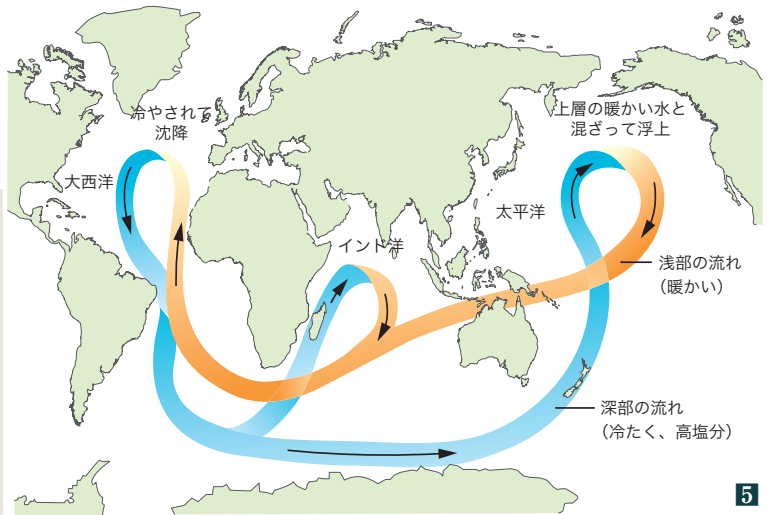 冷やされて
沈降
上層の暖かい水と
混ざって浮上
大西洋
太平洋
インド洋
浅部の流れ
（暖かい）
深部の流れ
（冷たく、高塩分）
5